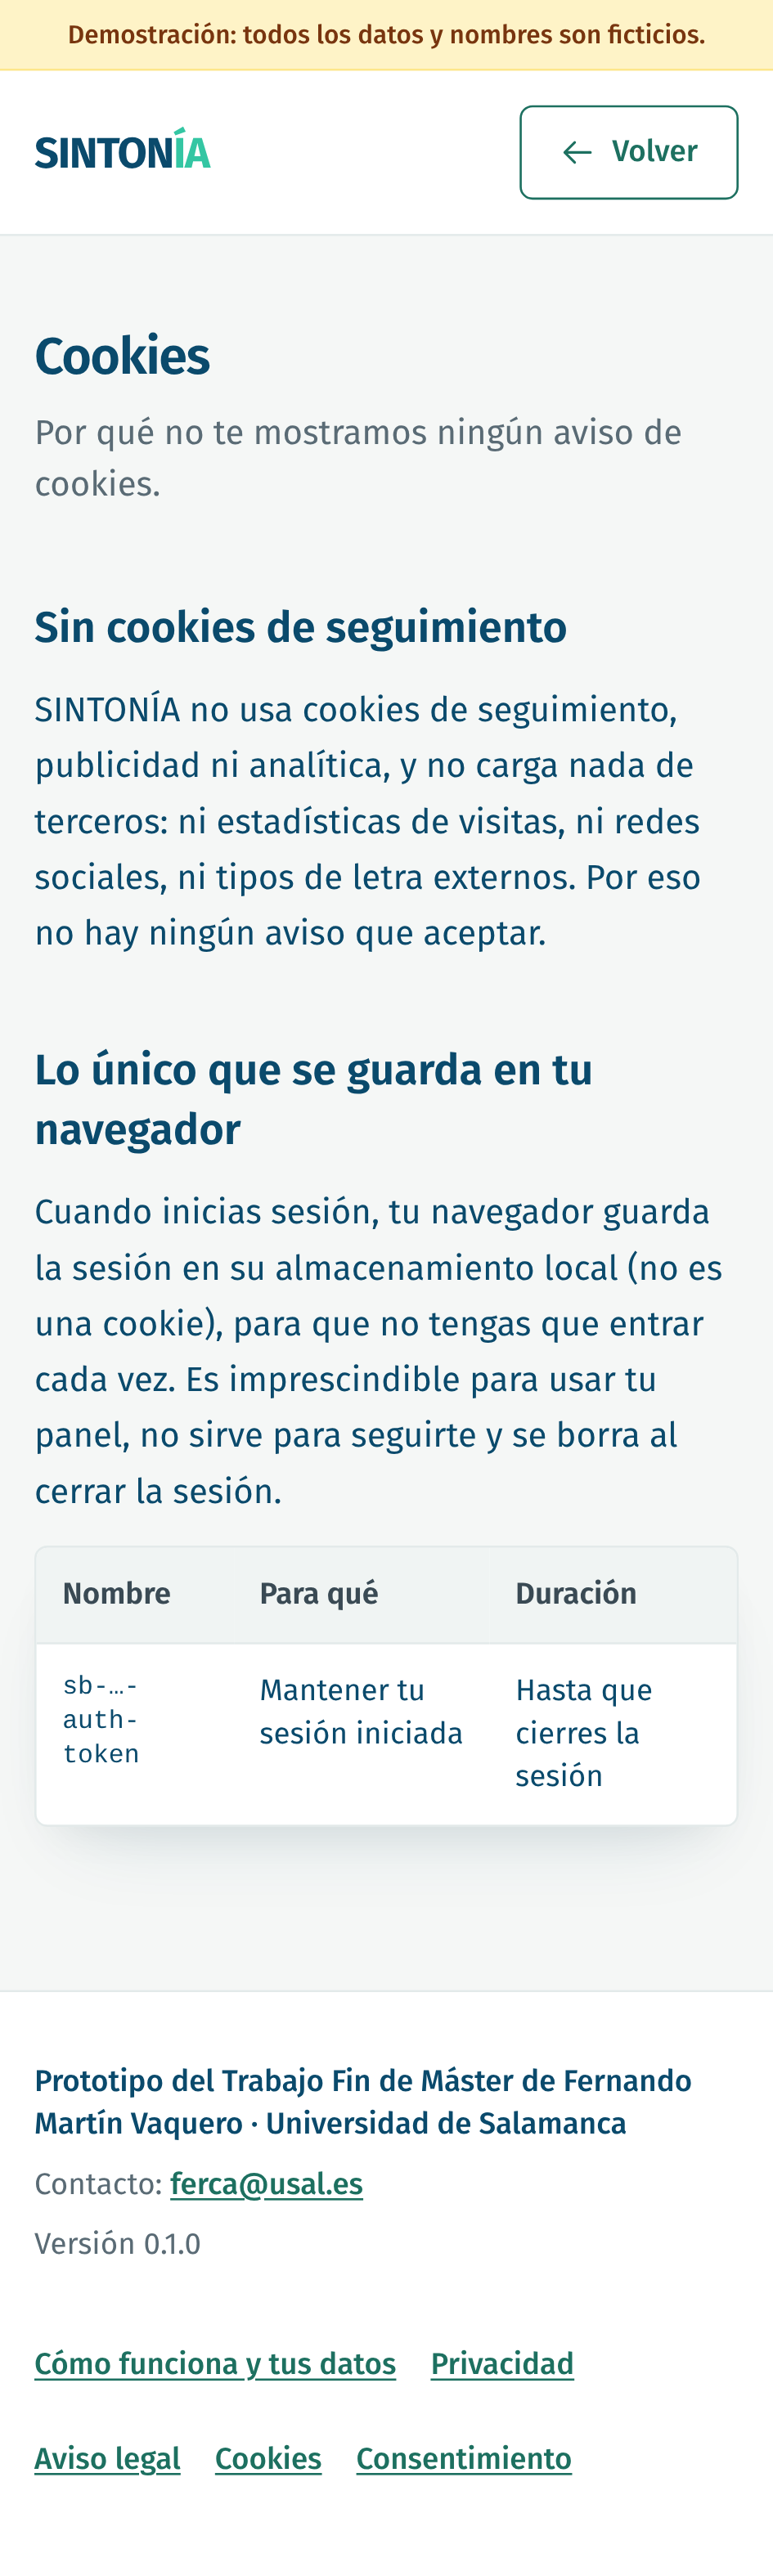 Demostración: todos los datos y nombres son ficticios.
SINTONÍA
← Volver
Cookies
Por qué no te mostramos ningún aviso de
cookies.
Sin cookies de seguimiento
SINTONÍA no usa cookies de seguimiento,
publicidad ni analítica, y no carga nada de
terceros: ni estadísticas de visitas, ni redes
sociales, ni tipos de letra externos. Por eso
no hay ningún aviso que aceptar.
Lo único que se guarda en tu
navegador
Cuando inicias sesión, tu navegador guarda
la sesión en su almacenamiento local (no es
una cookie), para que no tengas que entrar
cada vez. Es imprescindible para usar tu
panel, no sirve para seguirte y se borra al
cerrar la sesión.
Nombre Para qué Duración
sb-…- Mantener tu Hasta que
auth- sesión iniciada cierres la
token sesión
Prototipo del Trabajo Fin de Máster de Fernando
Martín Vaquero · Universidad de Salamanca
Contacto: ferca@usal.es
Versión 0.1.0
Cómo funciona y tus datos Privacidad
Aviso legal Cookies Consentimiento